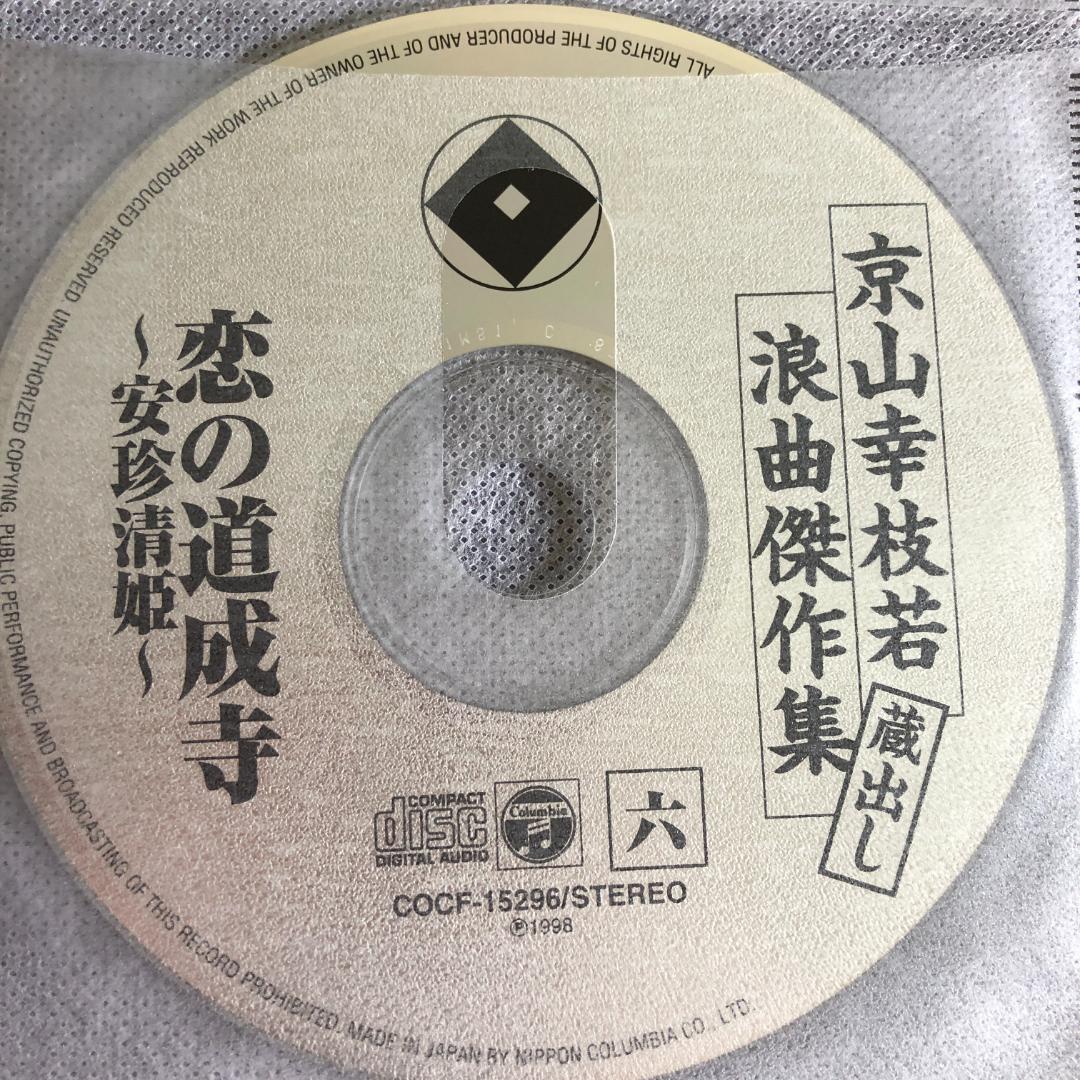 京山幸枝若
浪曲傑作集
蔵出し
恋の道成寺
～安珍清姫～
COMPACT
disc
DIGITAL AUDIO
Columbia
六
COCF-15296/STEREO
Ⓟ1998
ALL RIGHTS OF THE PRODUCER AND OF THE OWNER OF THE WORK REPRODUCED RESERVED. UNAUTHORIZED COPYING, PUBLIC PERFORMANCE AND BROADCASTING OF THIS RECORD PROHIBITED. MADE IN JAPAN BY NIPPON COLUMBIA CO., LTD.